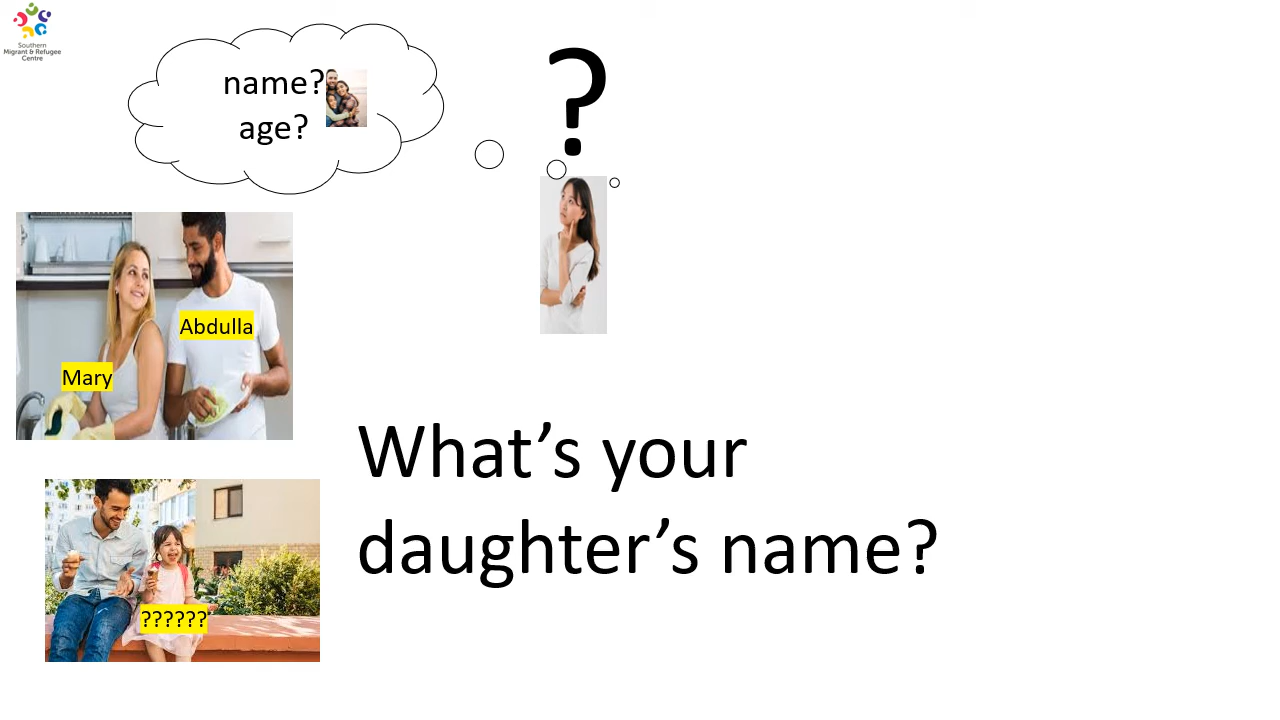 Southern
Migrant & Refugee
Centre
name?
age?
?
Abdulla
Mary
What’s your
daughter’s name?
??????